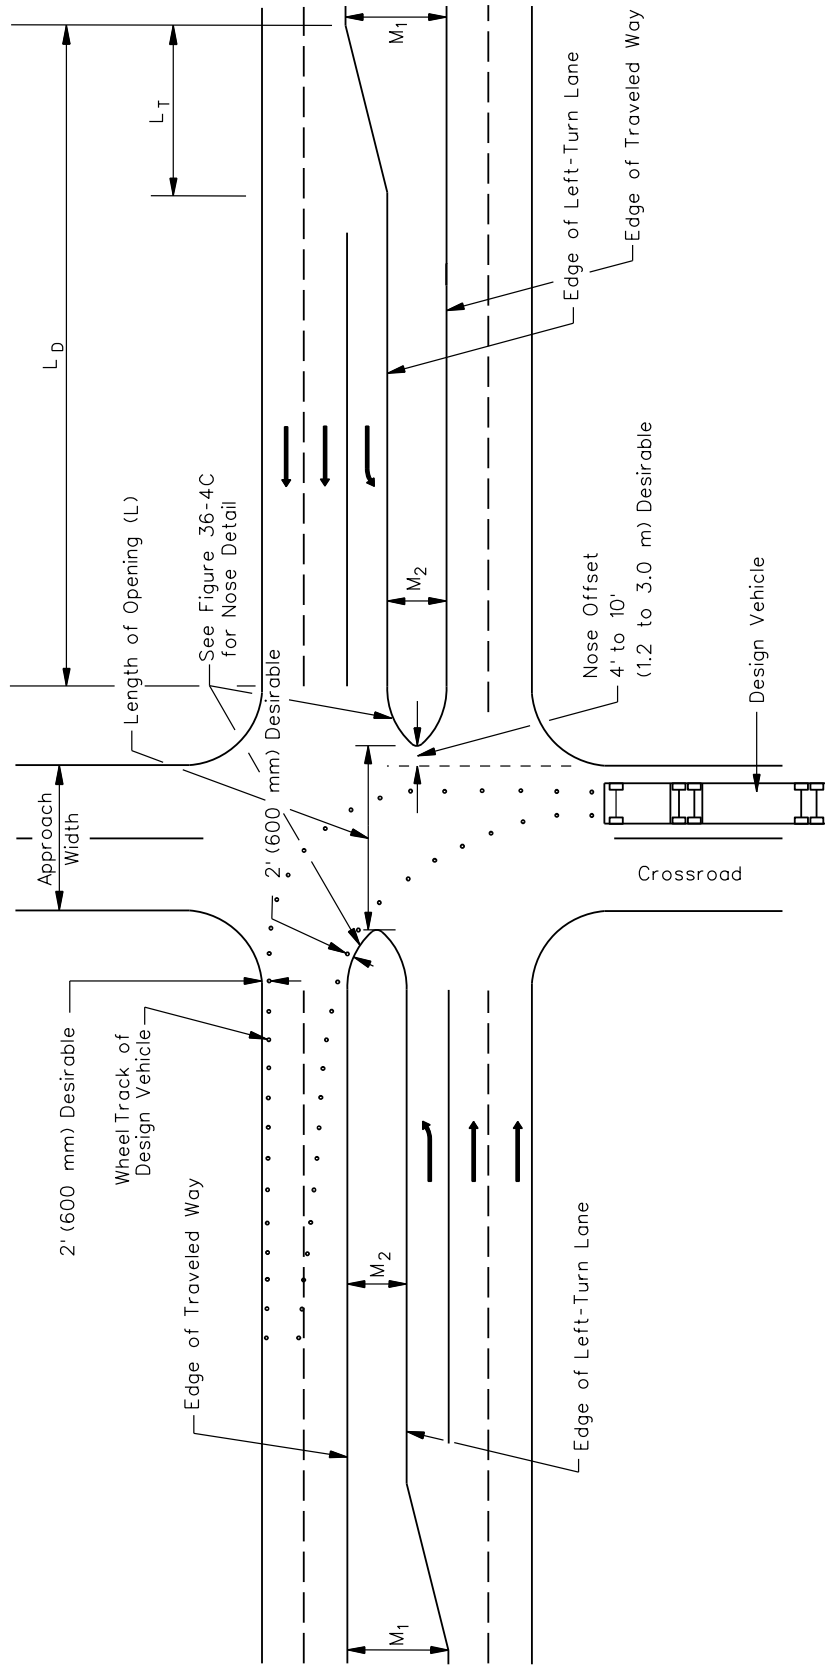 M1
LT
LD
Edge of Left-Turn Lane
Edge of Traveled Way
Length of Opening (L)
See Figure 36-4C
for Nose Detail
M2
Nose Offset
4' to 10'
(1.2 to 3.0 m) Desirable
2' (600 mm) Desirable
Design Vehicle
Approach
Width
Crossroad
2' (600 mm) Desirable
Wheel Track of
Design Vehicle
Edge of Traveled Way
M2
Edge of Left-Turn Lane
M1